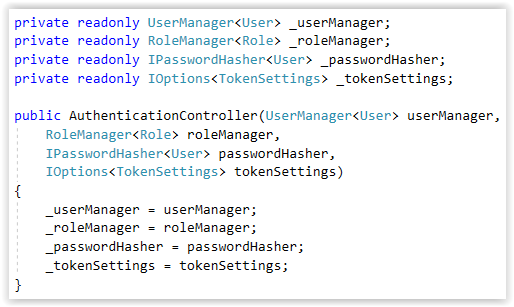 private readonly UserManager<User> _userManager;
private readonly RoleManager<Role> _roleManager;
private readonly IPasswordHasher<User> _passwordHasher;
private readonly IOptions<TokenSettings> _tokenSettings;

public AuthenticationController(UserManager<User> userManager,
    RoleManager<Role> roleManager,
    IPasswordHasher<User> passwordHasher,
    IOptions<TokenSettings> tokenSettings)
{
    _userManager = userManager;
    _roleManager = roleManager;
    _passwordHasher = passwordHasher;
    _tokenSettings = tokenSettings;
}